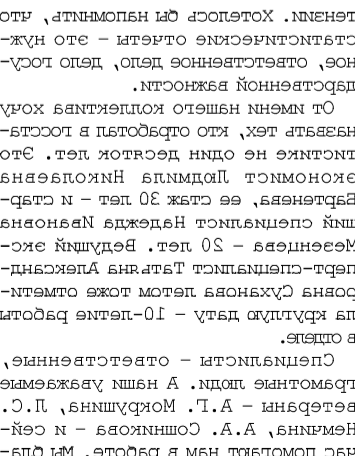 тензии. Хотелось бы напомнить, что
статистические отчеты – это нуж-
ное, ответственное дело, дело госу-
дарственной важности.
От имени нашего коллектива хочу
назвать тех, кто отработал в госста-
тистике не один десяток лет. Это
экономист Людмила Николаевна
Бартенева, ее стаж 30 лет – и стар-
ший специалист Надежда Ивановна
Мезенцева – 20 лет. Ведущий экс-
перт-специалист Татьяна Александ-
ровна Суханова летом тоже отмети-
ла круглую дату – 10-летие работы
в отделе.
Специалисты – ответственные,
грамотные люди. А наши уважаемые
ветераны – А.Г. Мокрушина, Л.С.
Немчина, А.А. Сошникова – и сей-
час помогают нам в работе. Мы бла-